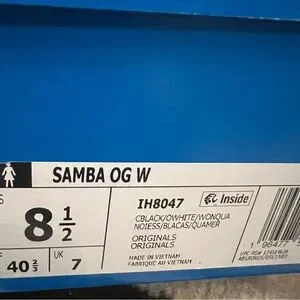 SAMBA OG W
IH8047
Inside
8 1/2
CBLACK/OWHITE/WONQUA
NOIESS/BLACAS/QUAMER
ORIGINALS
ORIGINALS
MADE IN VIETNAM
FABRIQUÉ AU VIETNAM
40 2/3
UK
7